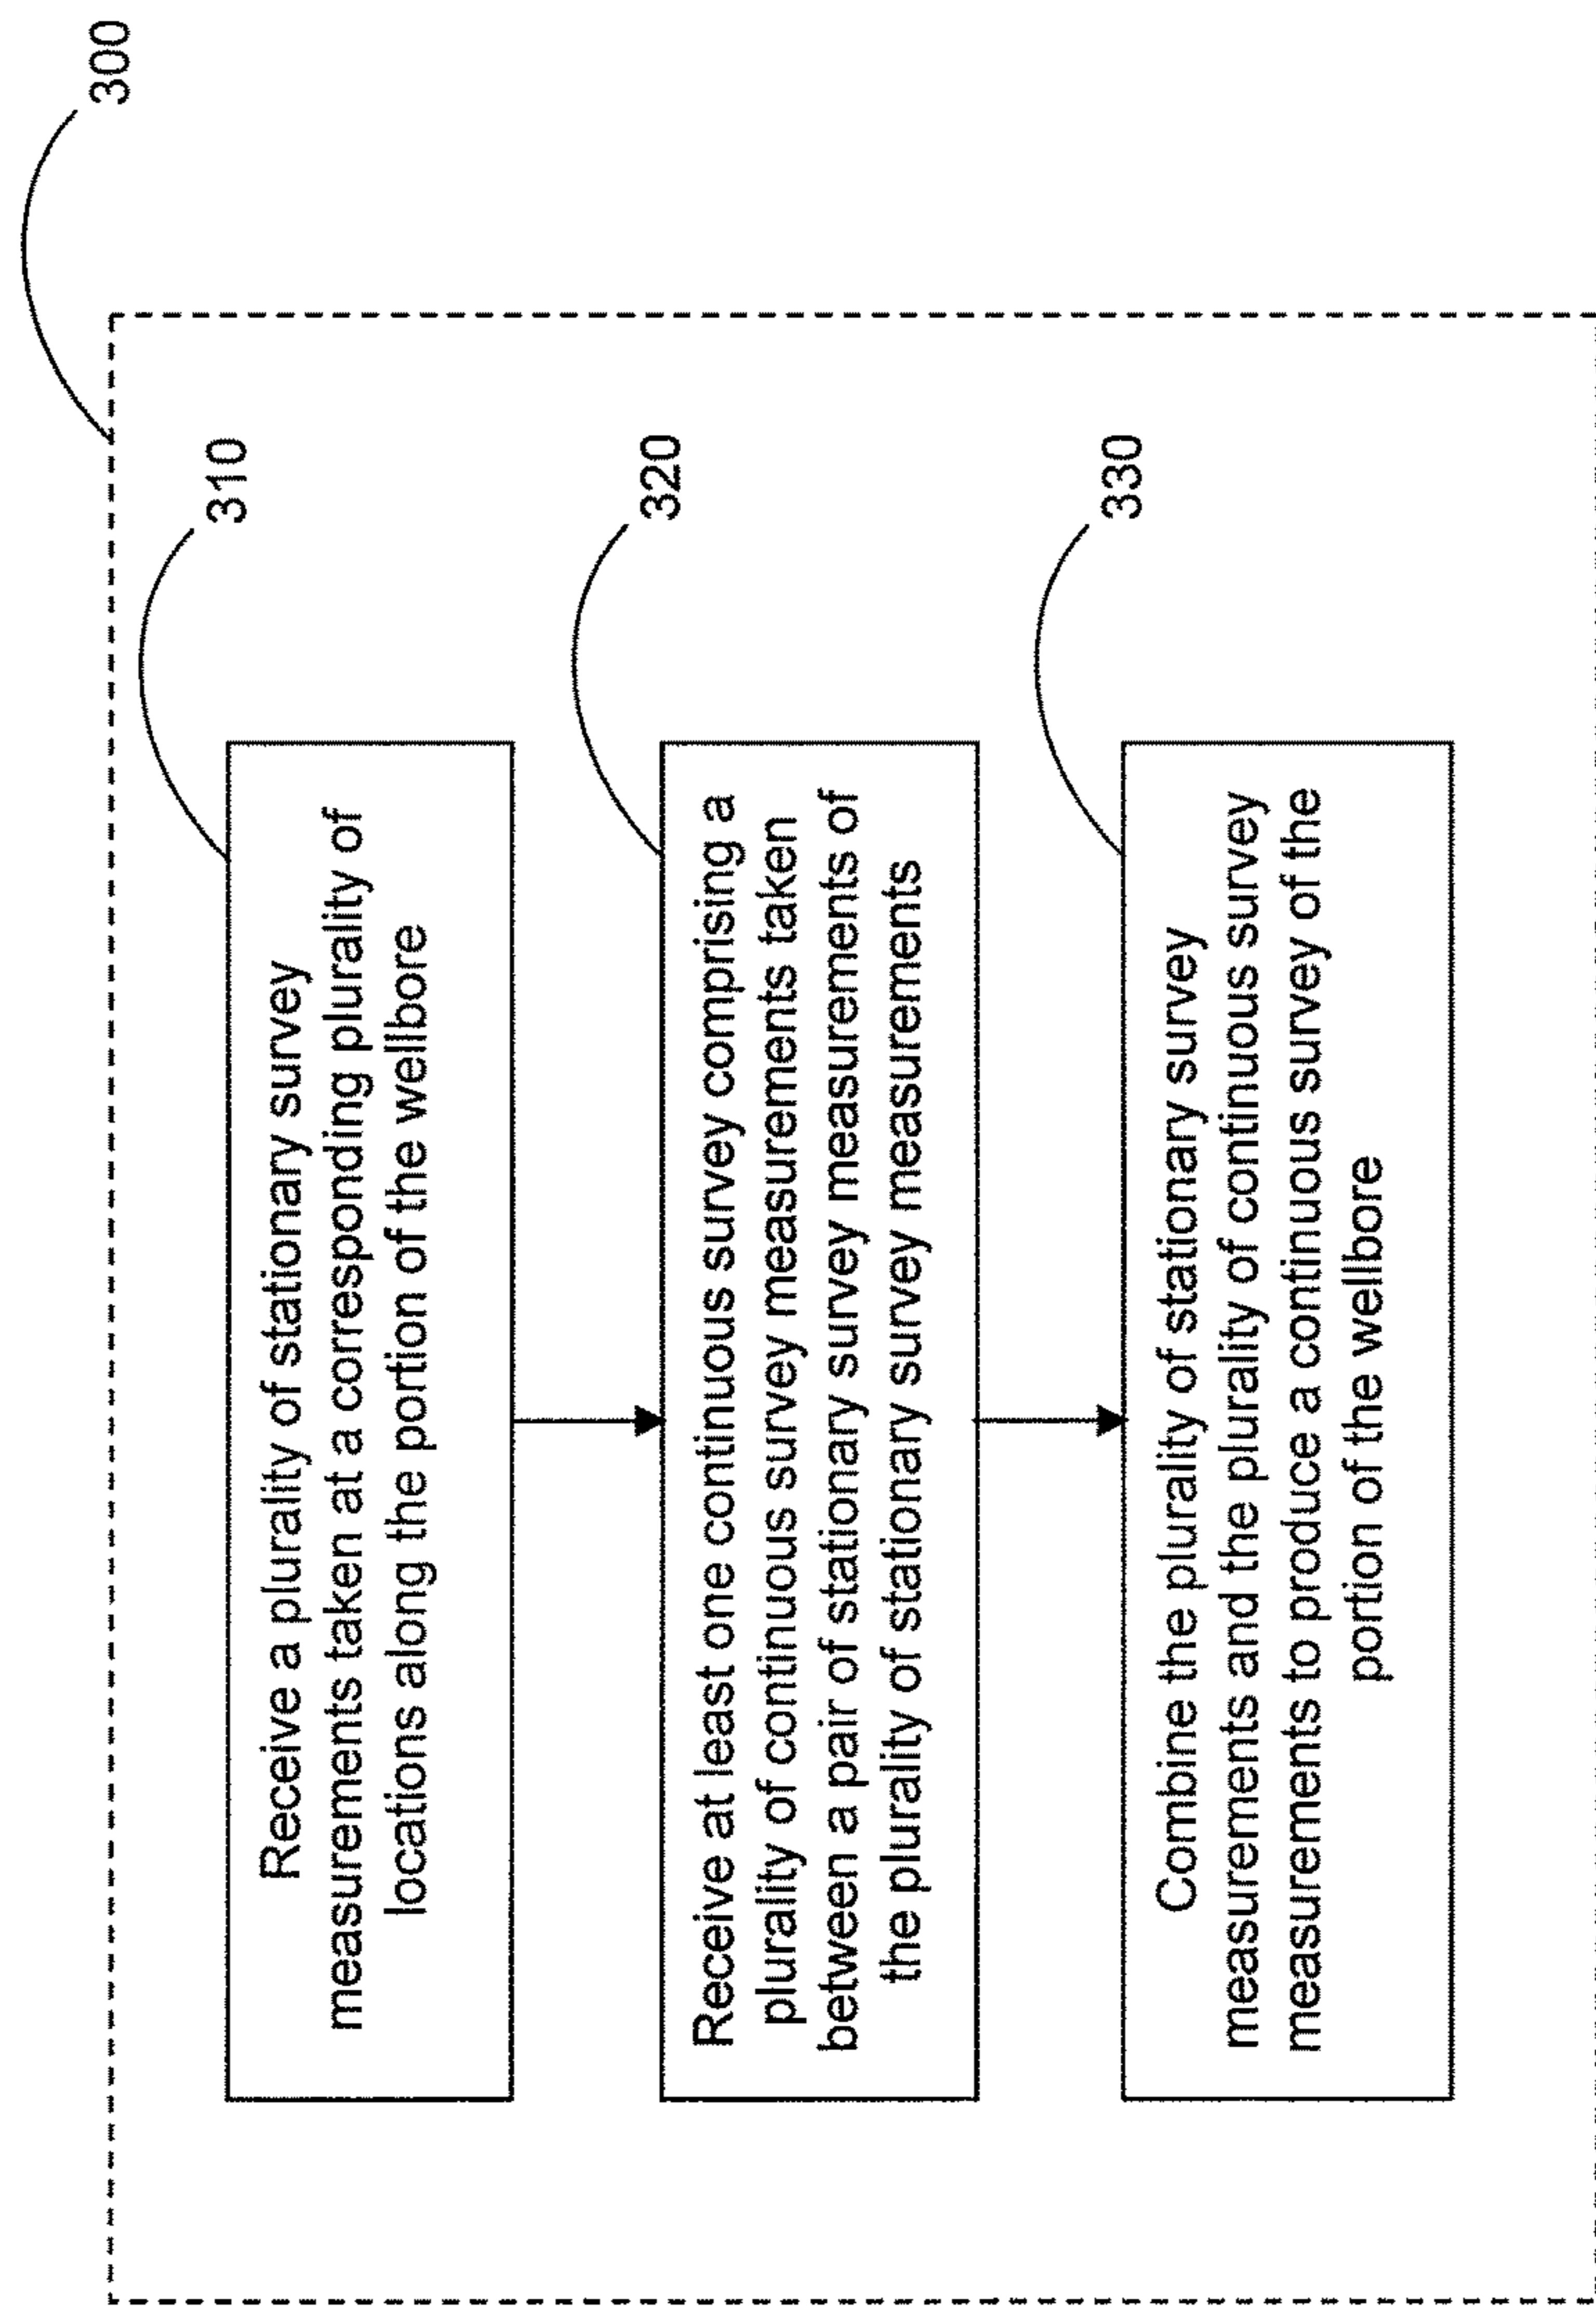 300
310
Receive a plurality of stationary survey
measurements taken at a corresponding plurality of
locations along the portion of the wellbore
320
Receive at least one continuous survey comprising a
plurality of continuous survey measurements taken
between a pair of stationary survey measurements of
the plurality of stationary survey measurements
330
Combine the plurality of stationary survey
measurements and the plurality of continuous survey
measurements to produce a continuous survey of the
portion of the wellbore